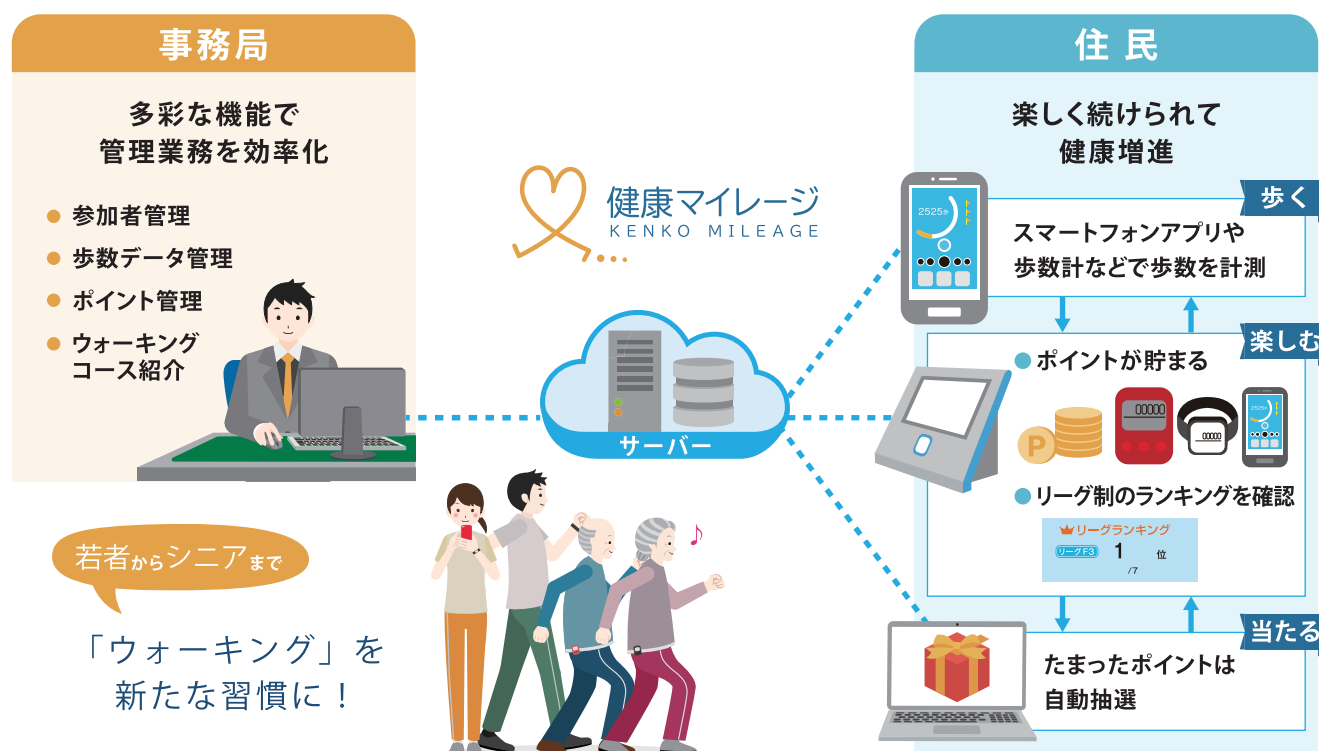 事務局
多彩な機能で
管理業務を効率化
参加者管理
歩数データ管理
ポイント管理
ウォーキング
コース紹介
健康マイレージ
KENKO MILEAGE
サーバー
若者からシニアまで
「ウォーキング」を
新たな習慣に！
住民
楽しく続けられて
健康増進
歩く
2525歩
スマートフォンアプリや
歩数計などで歩数を計測
楽しむ
ポイントが貯まる
P
00000
00000
2525歩
リーグ制のランキングを確認
リーグランキング
リーグF3 1 位
/7
当たる
たまったポイントは
自動抽選